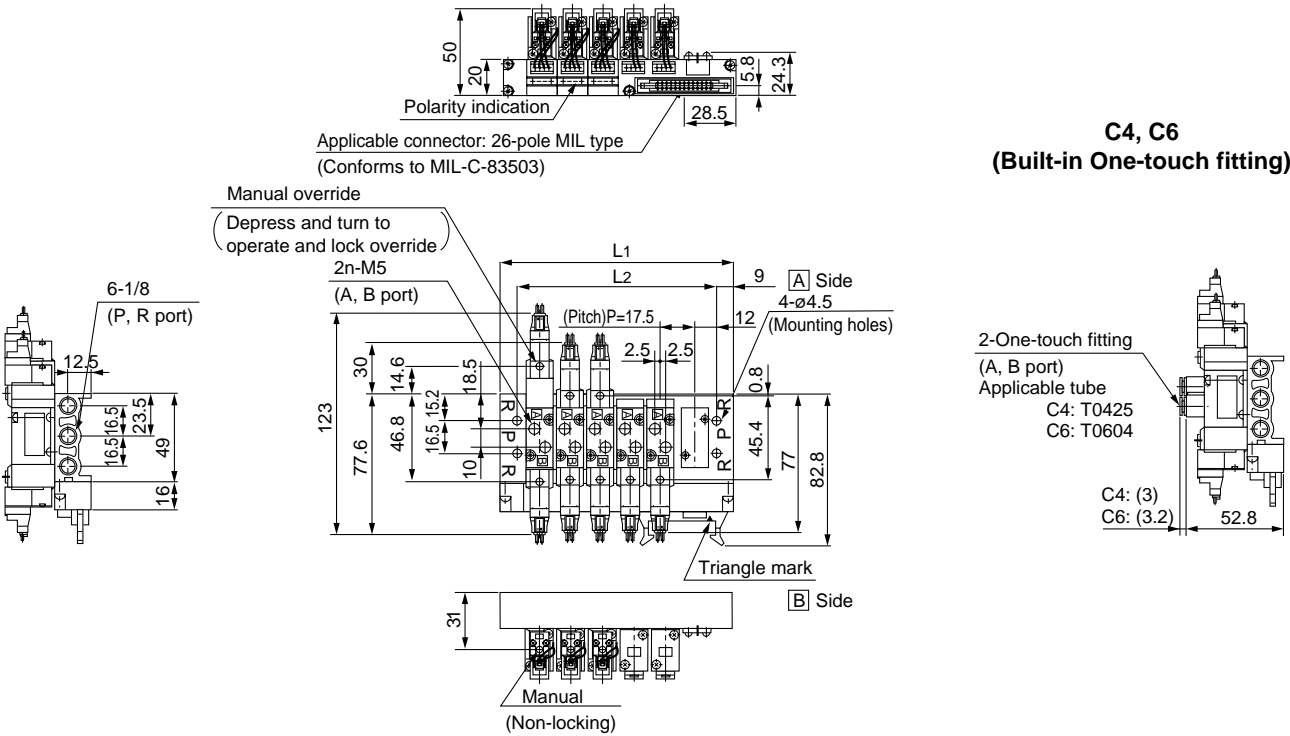 50
20
5.8
24.3
28.5
Polarity indication
Applicable connector: 26-pole MIL type
(Conforms to MIL-C-83503)
C4, C6
(Built-in One-touch fitting)
Manual override
(Depress and turn to
operate and lock override)
2n-M5
(A, B port)
L1
L2
9
A Side
4-ø4.5
(Mounting holes)
(Pitch)P=17.5
12
2.5
2.5
6-1/8
(P, R port)
12.5
16.5
16.5
23.5
49
16
123
30
14.6
18.5
77.6
46.8
15.2
16.5
10
R
P
R
A
A
A
A
A
B
B
B
B
B
R
P
R
0.8
45.4
77
82.8
Triangle mark
B Side
31
Manual
(Non-locking)
2-One-touch fitting
(A, B port)
Applicable tube
C4: T0425
C6: T0604
C4: (3)
C6: (3.2)
52.8